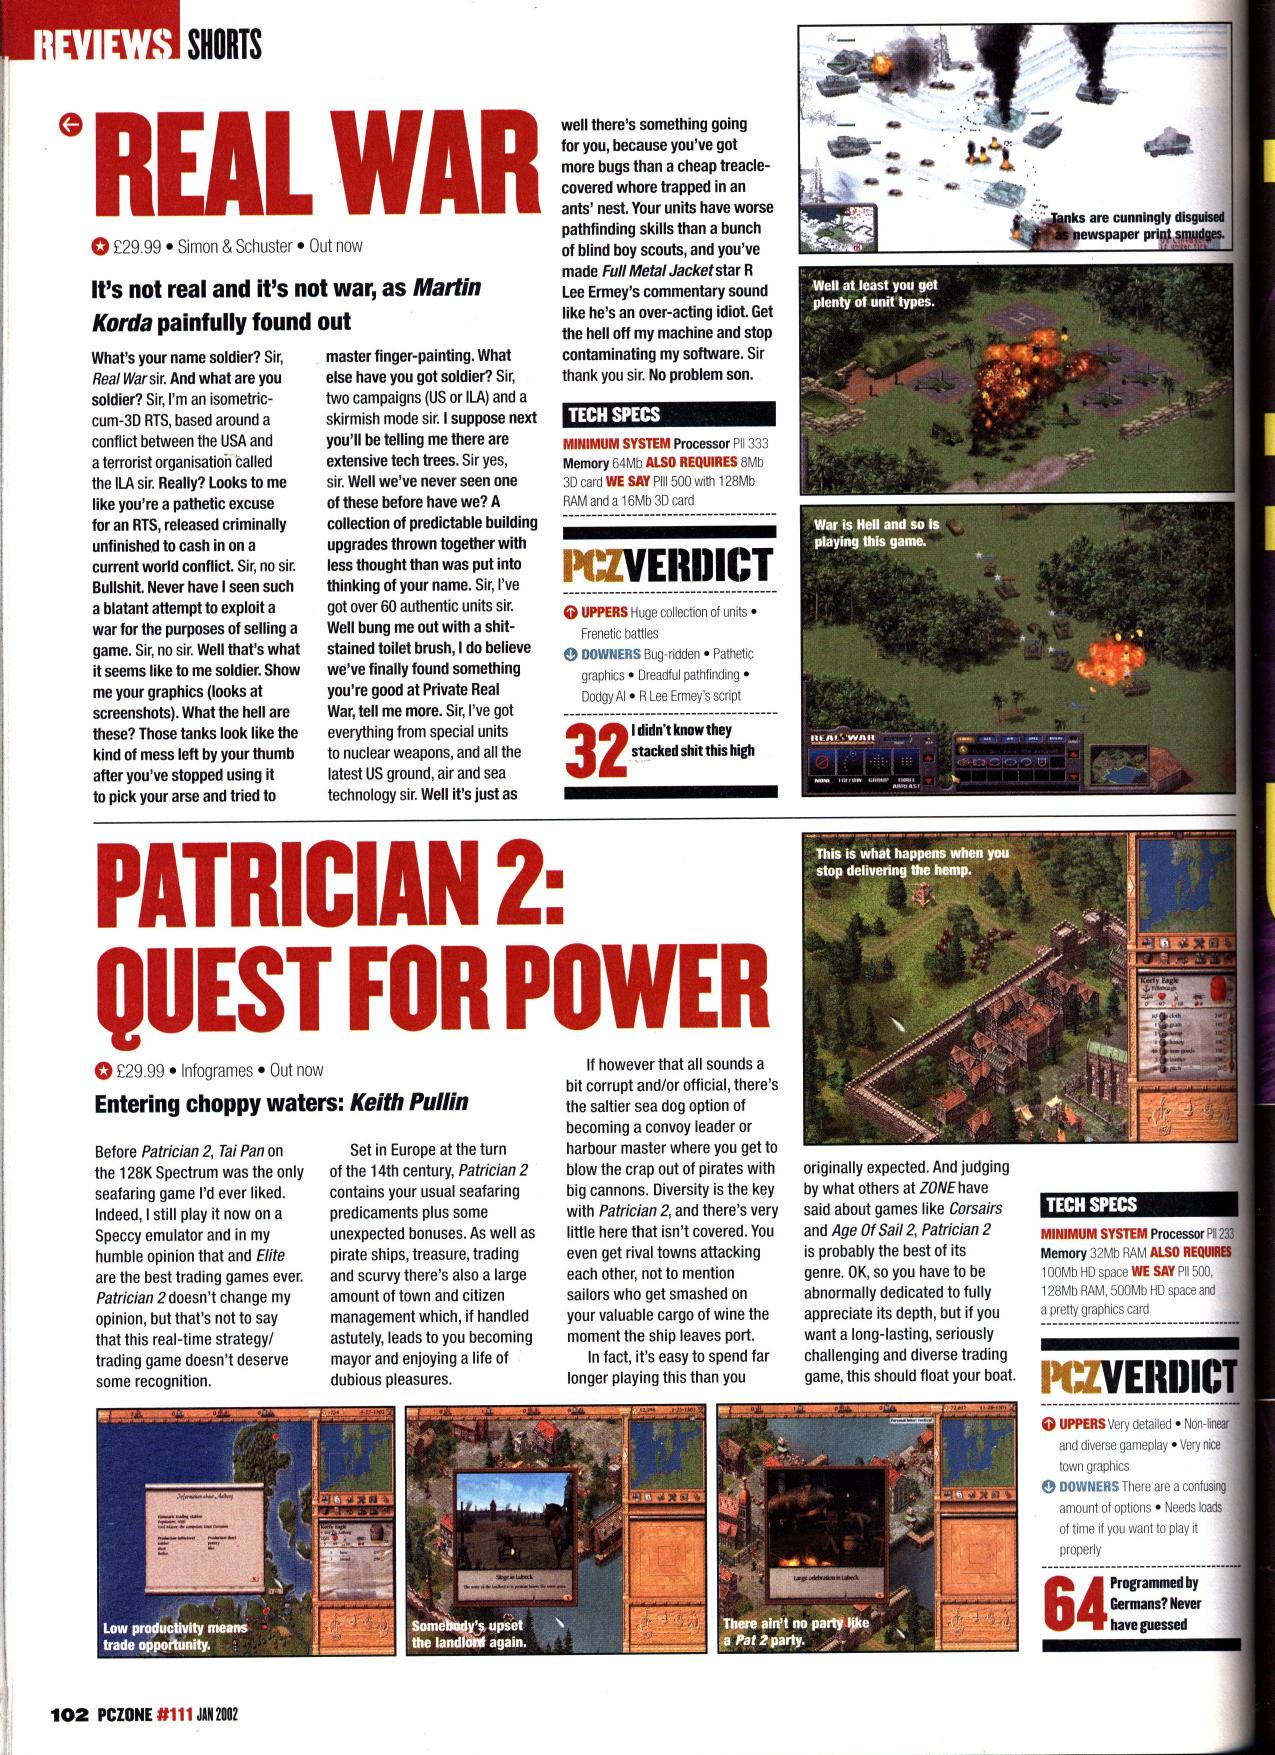 REVIEWS SHORTS
REAL WAR
£29.99 • Simon & Schuster • Out now
It's not real and it's not war, as Martin
Korda painfully found out
What's your name soldier? Sir,
Real War sir. And what are you
soldier? Sir, I'm an isometric-
cum-3D RTS, based around a
conflict between the USA and
a terrorist organisation called
the ILA sir. Really? Looks to me
like you're a pathetic excuse
for an RTS, released criminally
unfinished to cash in on a
current world conflict. Sir, no sir.
Bullshit. Never have I seen such
a blatant attempt to exploit a
war for the purposes of selling a
game. Sir, no sir. Well that's what
it seems like to me soldier. Show
me your graphics (looks at
screenshots). What the hell are
these? Those tanks look like the
kind of mess left by your thumb
after you've stopped using it
to pick your arse and tried to
master finger-painting. What
else have you got soldier? Sir,
two campaigns (US or ILA) and a
skirmish mode sir. I suppose next
you'll be telling me there are
extensive tech trees. Sir yes,
sir. Well we've never seen one
of these before have we? A
collection of predictable building
upgrades thrown together with
less thought than was put into
thinking of your name. Sir, I've
got over 60 authentic units sir.
Well bung me out with a shit-
stained toilet brush, I do believe
we've finally found something
you're good at Private Real
War, tell me more. Sir, I've got
everything from special units
to nuclear weapons, and all the
latest US ground, air and sea
technology sir. Well it's just as
well there's something going
for you, because you've got
more bugs than a cheap treacle-
covered whore trapped in an
ants' nest. Your units have worse
pathfinding skills than a bunch
of blind boy scouts, and you've
made Full Metal Jacket star R
Lee Ermey's commentary sound
like he's an over-acting idiot. Get
the hell off my machine and stop
contaminating my software. Sir
thank you sir. No problem son.
TECH SPECS
MINIMUM SYSTEM Processor PII 333
Memory 64Mb ALSO REQUIRES 8Mb
3D card WE SAY PIII 500 with 128Mb
RAM and a 16Mb 3D card
PCZVERDICT
UPPERS Huge collection of units •
Frenetic battles
DOWNERS Bug-ridden • Pathetic
graphics • Dreadful pathfinding •
Dodgy AI • R Lee Ermey's script
32
I didn't know they
stacked shit this high
Tanks are cunningly disguised
as newspaper print smudges.
Well at least you get
plenty of unit types.
War is Hell and so is
playing this game.
REAL WAR
NONE FOLLOW GROUP THREE
ABREAST
PATRICIAN 2:
QUEST FOR POWER
£29.99 • Infogrames • Out now
Entering choppy waters: Keith Pullin
Before Patrician 2, Tai Pan on
the 128K Spectrum was the only
seafaring game I'd ever liked.
Indeed, I still play it now on a
Speccy emulator and in my
humble opinion that and Elite
are the best trading games ever.
Patrician 2 doesn't change my
opinion, but that's not to say
that this real-time strategy/
trading game doesn't deserve
some recognition.
Set in Europe at the turn
of the 14th century, Patrician 2
contains your usual seafaring
predicaments plus some
unexpected bonuses. As well as
pirate ships, treasure, trading
and scurvy there's also a large
amount of town and citizen
management which, if handled
astutely, leads to you becoming
mayor and enjoying a life of
dubious pleasures.
If however that all sounds a
bit corrupt and/or official, there's
the saltier sea dog option of
becoming a convoy leader or
harbour master where you get to
blow the crap out of pirates with
big cannons. Diversity is the key
with Patrician 2, and there's very
little here that isn't covered. You
even get rival towns attacking
each other, not to mention
sailors who get smashed on
your valuable cargo of wine the
moment the ship leaves port.
In fact, it's easy to spend far
longer playing this than you
originally expected. And judging
by what others at ZONE have
said about games like Corsairs
and Age Of Sail 2, Patrician 2
is probably the best of its
genre. OK, so you have to be
abnormally dedicated to fully
appreciate its depth, but if you
want a long-lasting, seriously
challenging and diverse trading
game, this should float your boat.
This is what happens when you
stop delivering the hemp.
Keefy Eagle
Edinburgh
TECH SPECS
MINIMUM SYSTEM Processor PII 233
Memory 32Mb RAM ALSO REQUIRES
100Mb HD space WE SAY PII 500,
128Mb RAM, 500Mb HD space and
a pretty graphics card
PCZVERDICT
UPPERS Very detailed • Non-linear
and diverse gameplay • Very nice
town graphics
DOWNERS There are a confusing
amount of options • Needs loads
of time if you want to play it
properly
64
Programmed by
Germans? Never
have guessed
Information about Aalborg
Keefy Eagle
Low productivity means
trade opportunity.
Siege in Lubeck
Somebody's upset
the landlord again.
Large celebration in Lubeck
There ain't no party like
a Pat 2 party.
102 PCZONE #111 JAN 2002